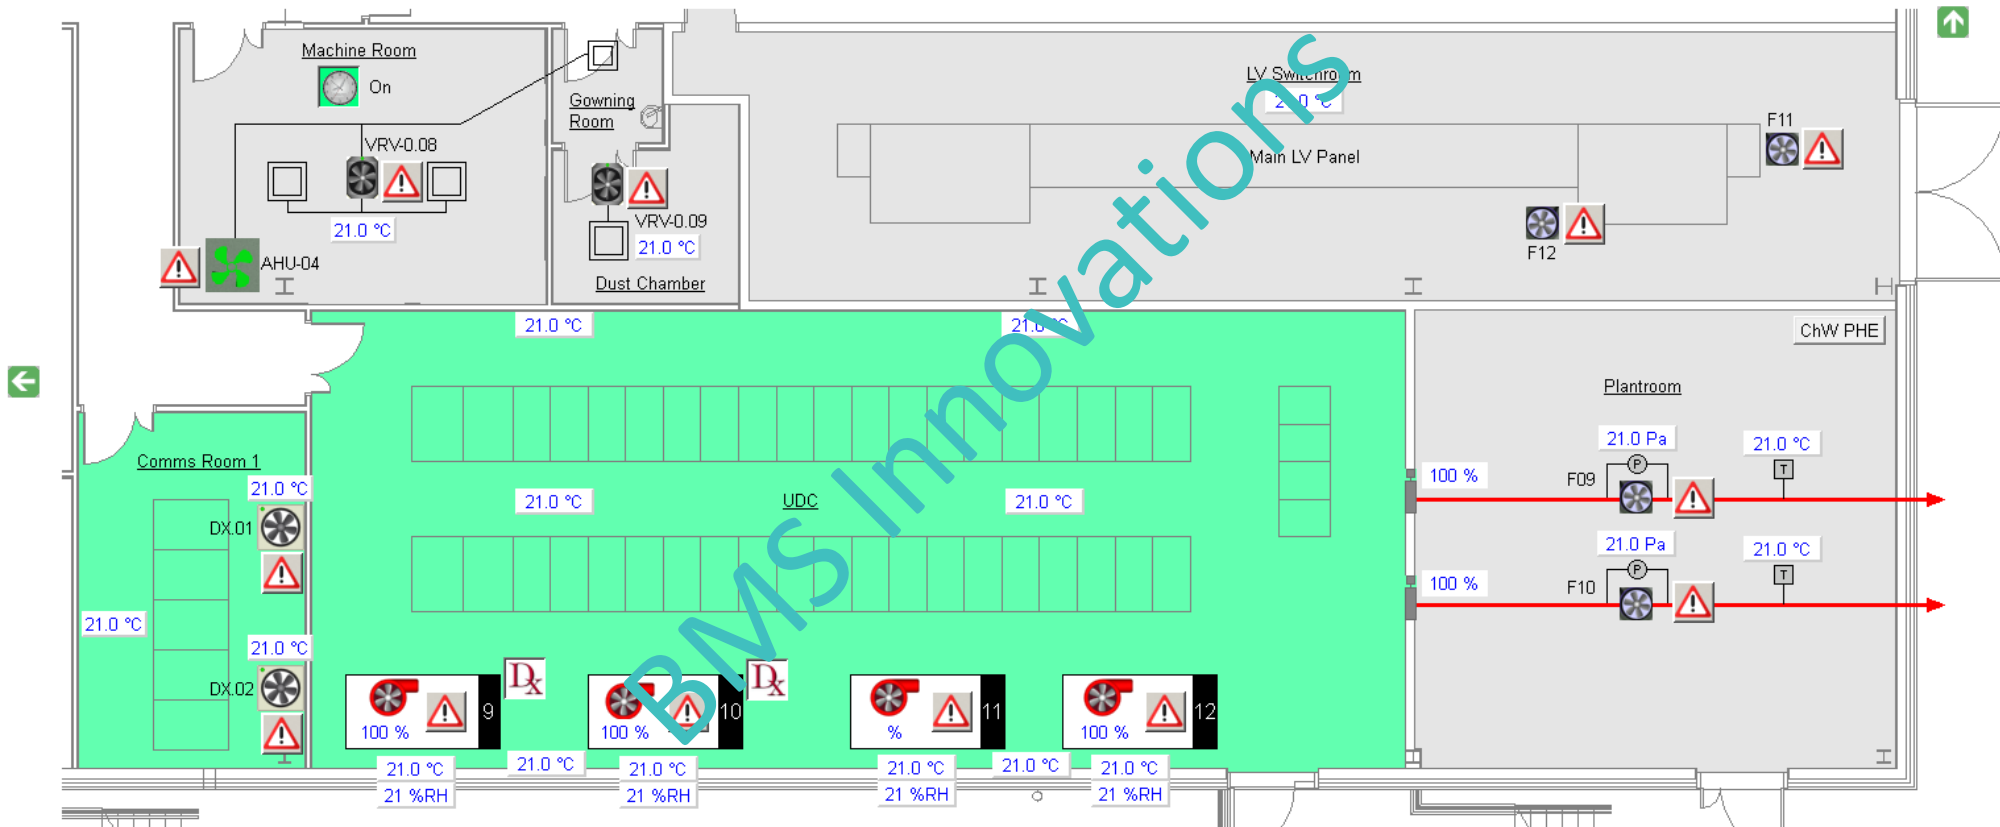 Machine Room
On
VRV-0.08
21.0 °C
AHU-04
Gowning
Room
VRV-0.09
21.0 °C
Dust Chamber
LV Switchroom
°C
Main LV Panel
F11
F12
21.0 °C
21.0 °C
ChW PHE
Plantroom
Comms Room 1
21.0 °C
DX.01
21.0 °C
21.0 °C
DX.02
21.0 °C
UDC
21.0 °C
100 %
F09
21.0 Pa
P
21.0 °C
T
100 %
F10
21.0 Pa
P
21.0 °C
T
100 %
9
Dx
100 %
10
Dx
%
11
100 %
12
21.0 °C
21 %RH
21.0 °C
21.0 °C
21 %RH
21.0 °C
21 %RH
21.0 °C
21.0 °C
21 %RH
BMS Innovations